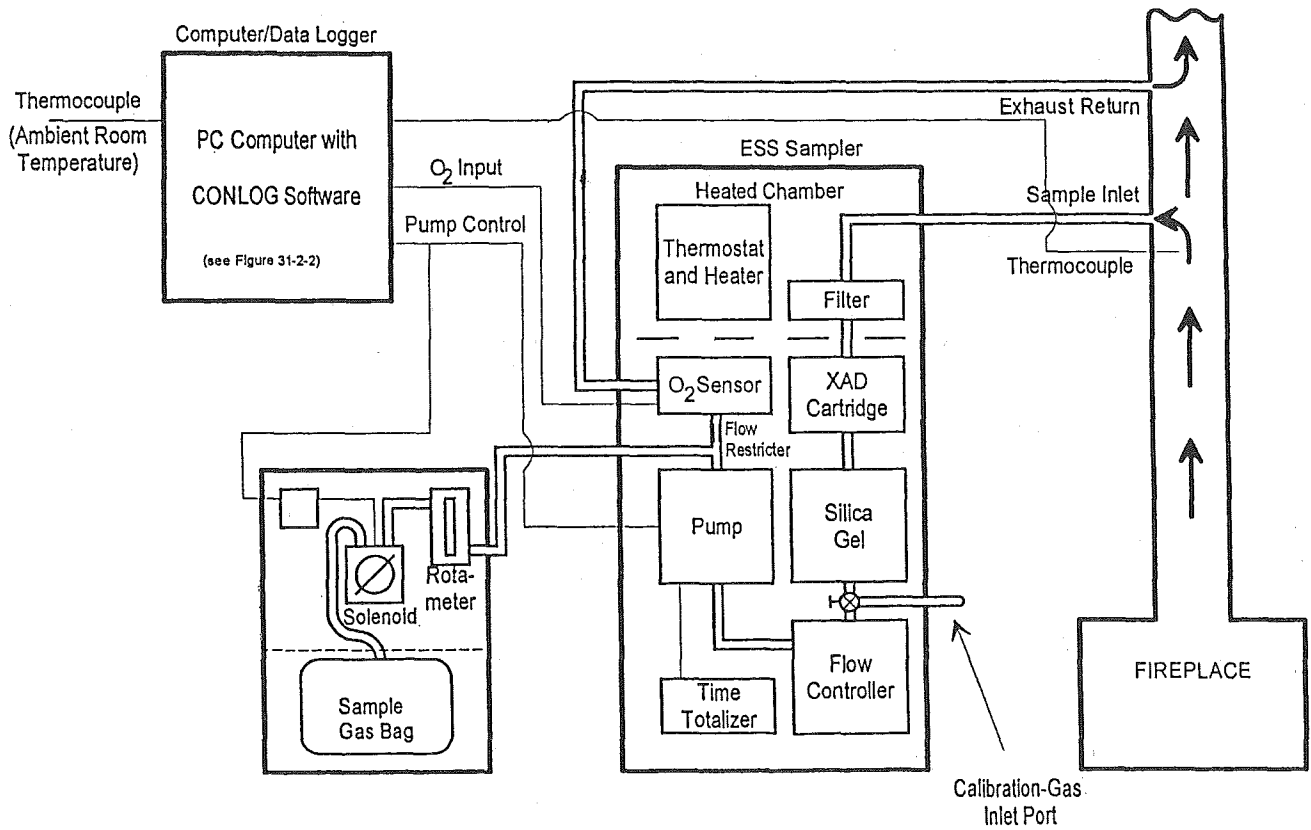 Computer/Data Logger
Thermocouple
(Ambient Room
Temperature)
PC Computer with
CONLOG Software
(see Figure 31-2-2)
O2 Input
Pump Control
Exhaust Return
ESS Sampler
Heated Chamber
Sample Inlet
Thermocouple
Thermostat
and Heater
Filter
O2 Sensor
XAD
Cartridge
Flow
Restricter
Pump
Silica
Gel
Rota-
meter
Solenoid
Sample
Gas Bag
Time
Totalizer
Flow
Controller
FIREPLACE
Calibration-Gas
Inlet Port